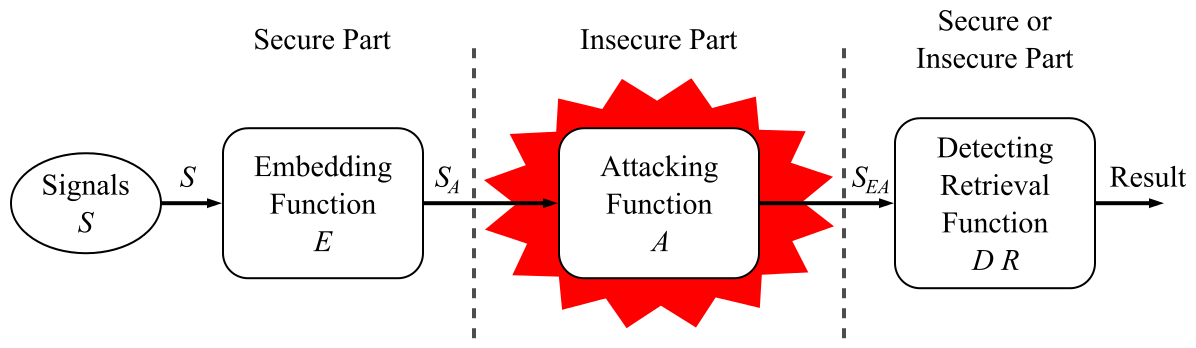 Secure Part
Insecure Part
Secure or
Insecure Part
Signals
S
S
Embedding
Function
E
S_A
Attacking
Function
A
S_EA
Detecting
Retrieval
Function
D R
Result